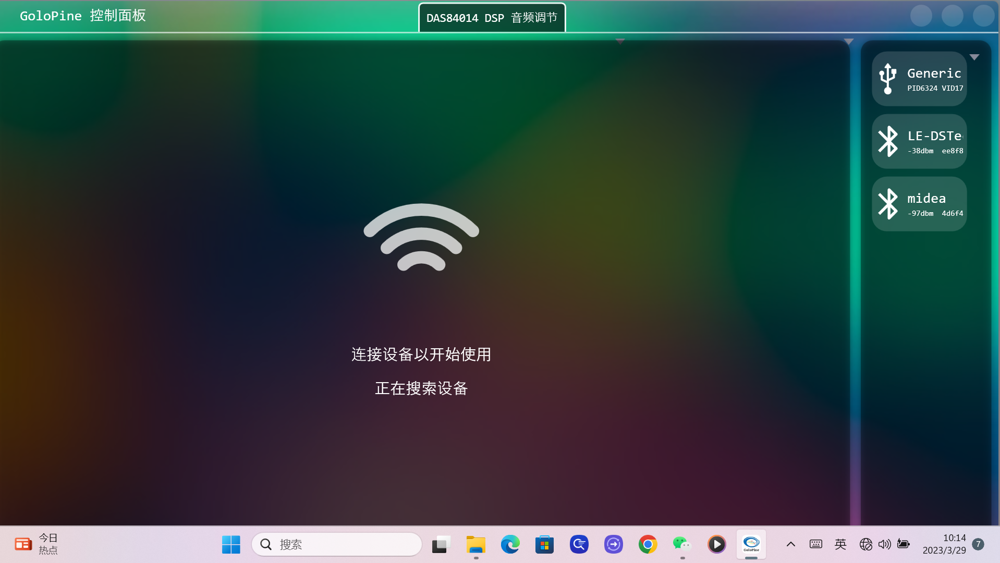 GoloPine 控制面板
DAS84014 DSP 音频调节
Generic
PID6324 VID17
LE-DSTe
-38dbm ee8f8
midea
-97dbm 4d6f4
连接设备以开始使用
正在搜索设备
今日
热点
搜索
GoloPine
英
10:14
2023/3/29
7